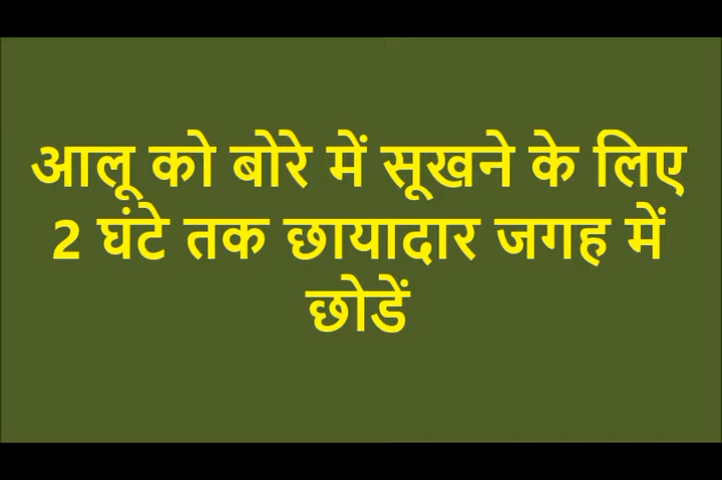 आलू को बोरे में सूखने के लिए
2 घंटे तक छायादार जगह में
छोडें